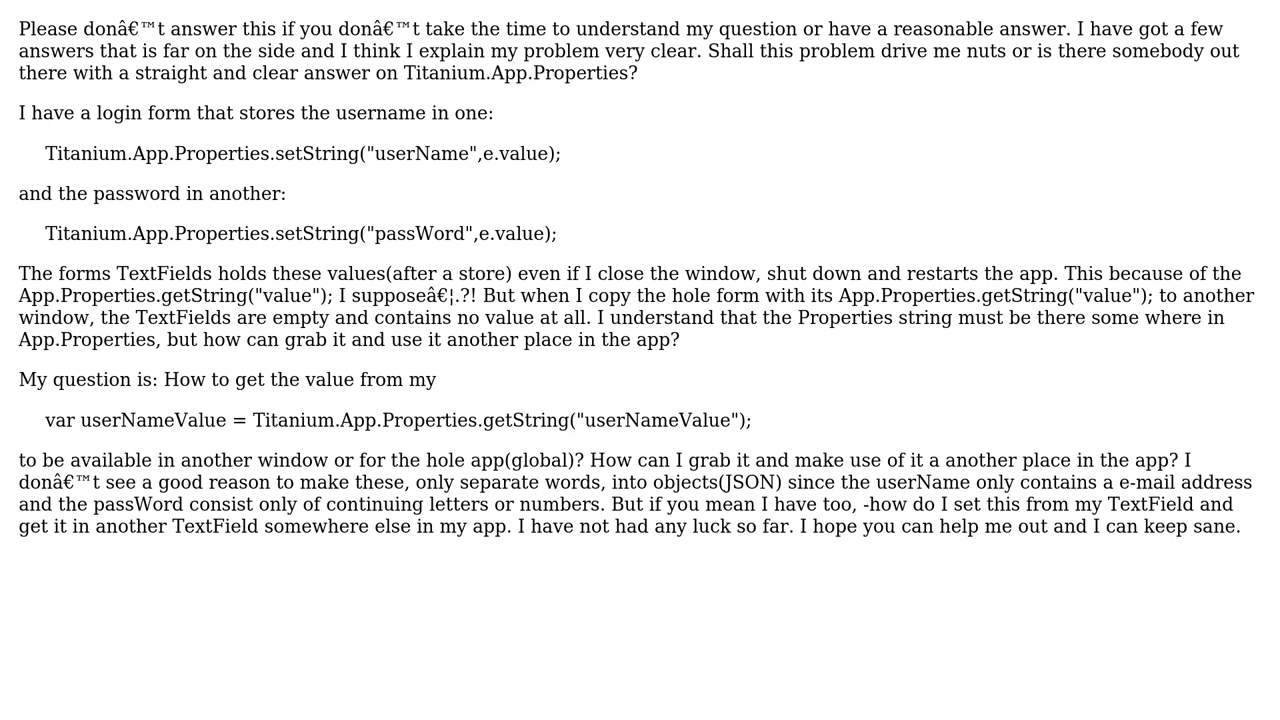 Please donâ€™t answer this if you donâ€™t take the time to understand my question or have a reasonable answer. I have got a few
answers that is far on the side and I think I explain my problem very clear. Shall this problem drive me nuts or is there somebody out
there with a straight and clear answer on Titanium.App.Properties?
I have a login form that stores the username in one:
Titanium.App.Properties.setString("userName",e.value);
and the password in another:
Titanium.App.Properties.setString("passWord",e.value);
The forms TextFields holds these values(after a store) even if I close the window, shut down and restarts the app. This because of the
App.Properties.getString("value"); I supposeâ€¦.?! But when I copy the hole form with its App.Properties.getString("value"); to another
window, the TextFields are empty and contains no value at all. I understand that the Properties string must be there some where in
App.Properties, but how can grab it and use it another place in the app?
My question is: How to get the value from my
var userNameValue = Titanium.App.Properties.getString("userNameValue");
to be available in another window or for the hole app(global)? How can I grab it and make use of it a another place in the app? I
donâ€™t see a good reason to make these, only separate words, into objects(JSON) since the userName only contains a e-mail address
and the passWord consist only of continuing letters or numbers. But if you mean I have too, -how do I set this from my TextField and
get it in another TextField somewhere else in my app. I have not had any luck so far. I hope you can help me out and I can keep sane.